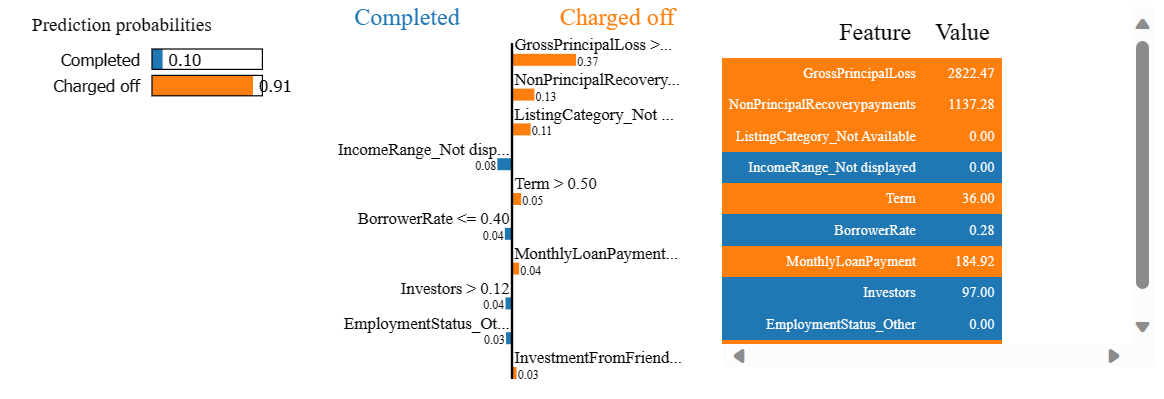 Prediction probabilities
Completed 0.10
Charged off 0.91
Completed Charged off
GrossPrincipalLoss >...
0.37
NonPrincipalRecovery...
0.13
ListingCategory_Not ...
0.11
IncomeRange_Not disp...
0.08
Term > 0.50
0.05
BorrowerRate <= 0.40
0.04
MonthlyLoanPayment...
0.04
Investors > 0.12
0.04
EmploymentStatus_Ot...
0.03
InvestmentFromFriend...
0.03
Feature Value
GrossPrincipalLoss 2822.47
NonPrincipalRecoverypayments 1137.28
ListingCategory_Not Available 0.00
IncomeRange_Not displayed 0.00
Term 36.00
BorrowerRate 0.28
MonthlyLoanPayment 184.92
Investors 97.00
EmploymentStatus_Other 0.00